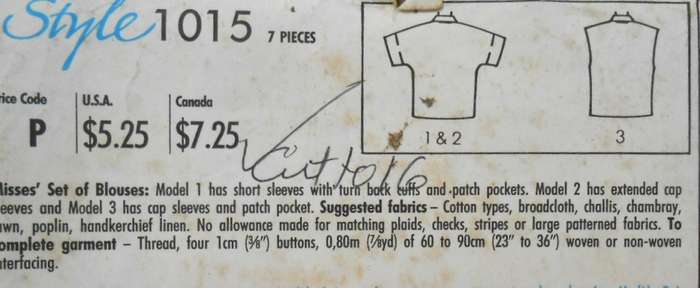 Style 1015 7 PIECES
rice Code U.S.A. Canada
P $5.25 $7.25
1 & 2 3
Cut to 16
Misses' Set of Blouses: Model 1 has short sleeves with turn back cuffs and patch pockets. Model 2 has extended cap
eeves and Model 3 has cap sleeves and patch pocket. Suggested fabrics – Cotton types, broadcloth, challis, chambray,
awn, poplin, handkerchief linen. No allowance made for matching plaids, checks, stripes or large patterned fabrics. To
omplete garment – Thread, four 1cm (⅜") buttons, 0,80m (⅞yd) of 60 to 90cm (23" to 36") woven or non-woven
nterfacing.